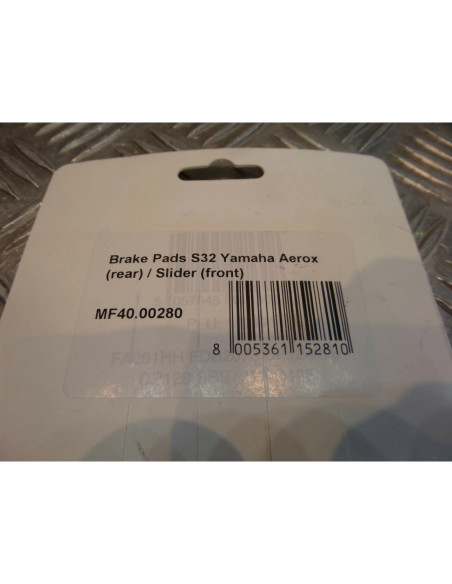 Brake Pads S32 Yamaha Aerox
(rear) / Slider (front)
MF40.00280
8 005361 152810